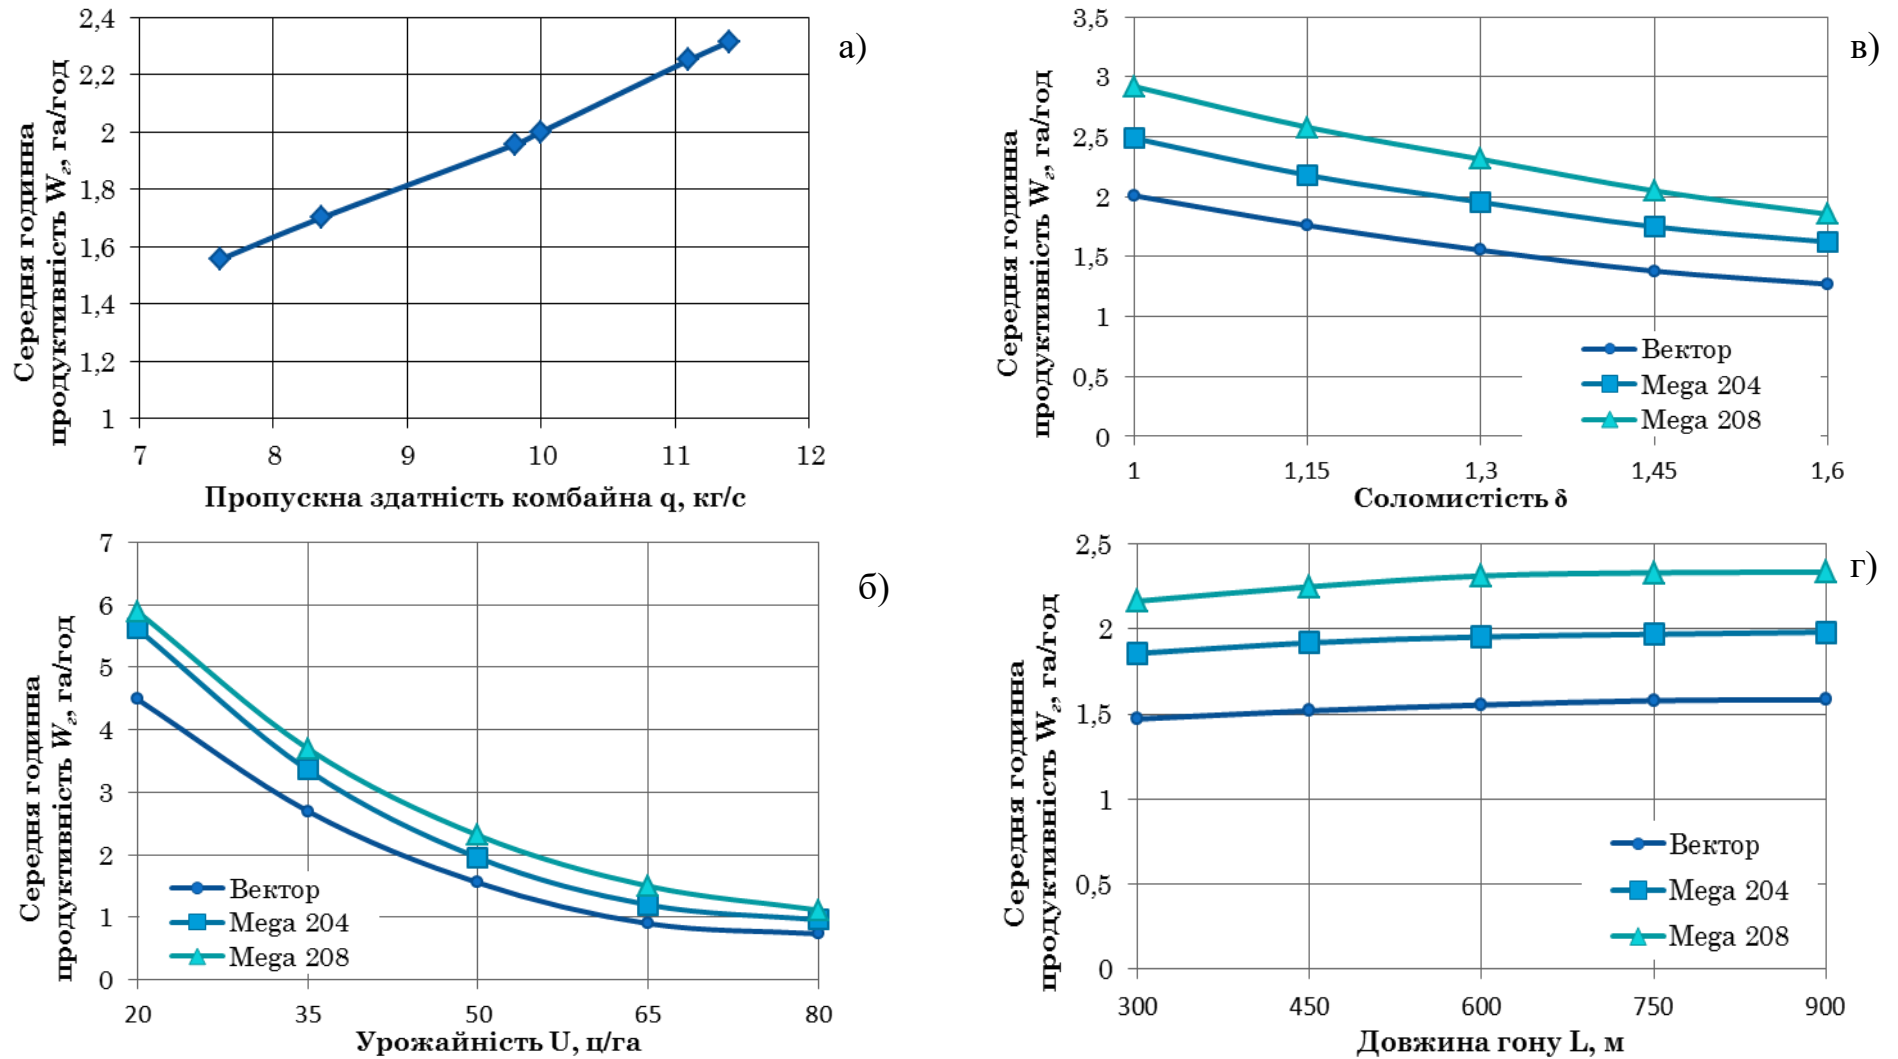 Середня годинна
продуктивність Wг, га/год
2,4
2,2
2
1,8
1,6
1,4
1,2
1
7 8 9 10 11 12
Пропускна здатність комбайна q, кг/с
а)
Середня годинна
продуктивність Wг, га/год
3,5
3
2,5
2
1,5
1
0,5
0
1 1,15 1,3 1,45 1,6
Соломистість δ
Вектор
Mega 204
Mega 208
в)
Середня годинна
продуктивність Wг, га/год
7
6
5
4
3
2
1
0
20 35 50 65 80
Урожайність U, ц/га
Вектор
Mega 204
Mega 208
б)
Середня годинна
продуктивність Wг, га/год
2,5
2
1,5
1
0,5
0
300 450 600 750 900
Довжина гону L, м
Вектор
Mega 204
Mega 208
г)